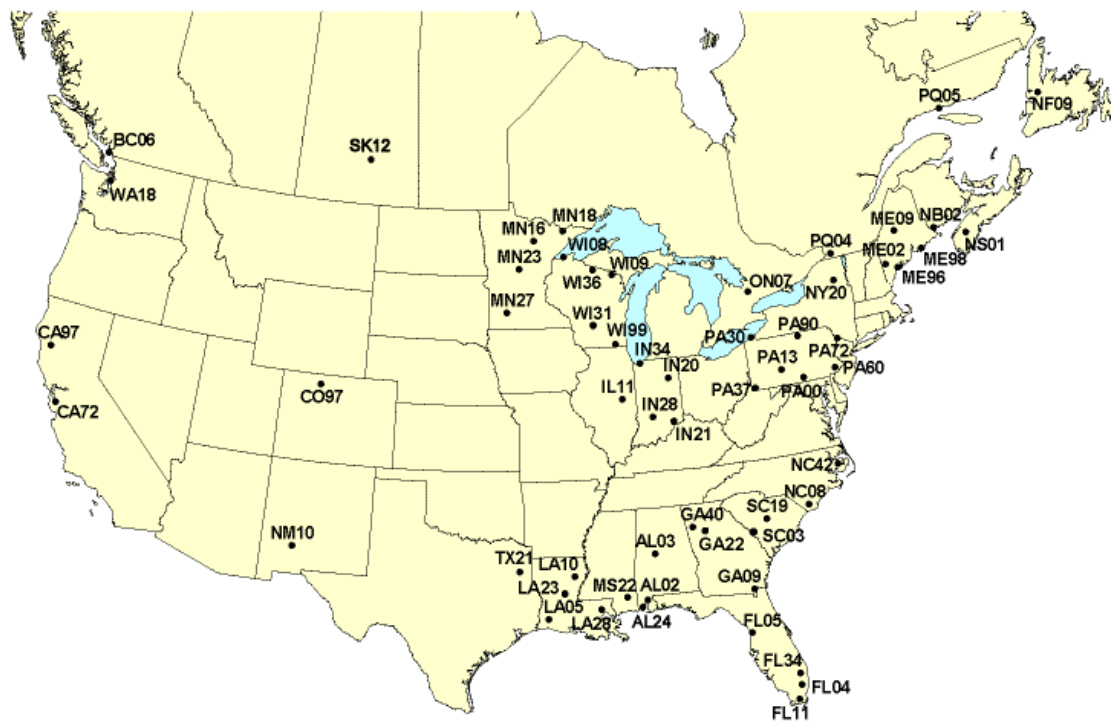 PQ05
NF09
BC06
SK12
WA18
MN18
MN16
ME09
NB02
NS01
WI08
PQ04
ME02
ME98
MN23
WI09
ON07
ME96
WI36
NY20
MN27
WI31
CA97
WI99
PA30
PA90
IN34
PA13
PA72
IN20
PA60
CO97
IL11
PA37
PA00
CA72
IN28
IN21
NC42
NC08
SC19
GA40
NM10
AL03
GA22
SC03
TX21
LA10
LA23
MS22
AL02
GA09
LA05
LA28
AL24
FL05
FL34
FL04
FL11